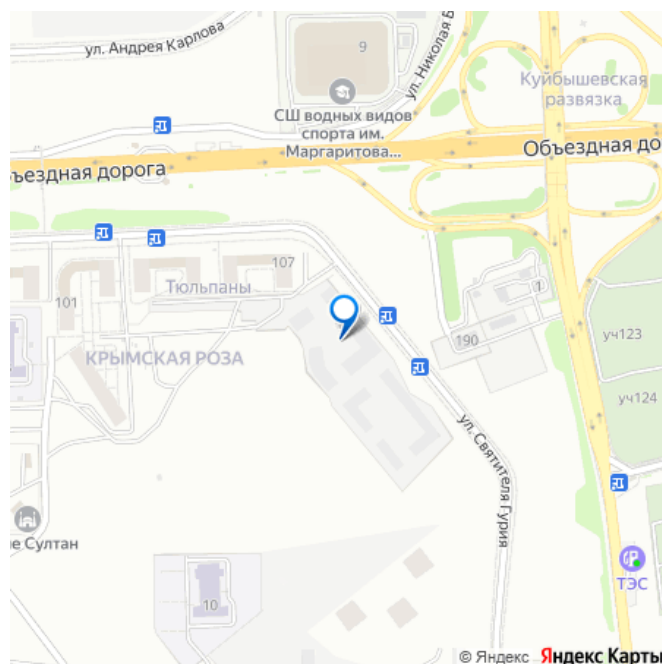 ул. Андрея Карлова
9
ул. Николая Б
СШ водных видов
спорта им.
Маргаритова...
Куйбышевская
развязка
ъездная дорога
Объездная до
107
Тюльпаны
101
КРЫМСКАЯ РОЗА
1
190
уч123
уч124
ул. Святителя Гурия
е Султан
10
ТЭС
© Яндекс Яндекс Карты